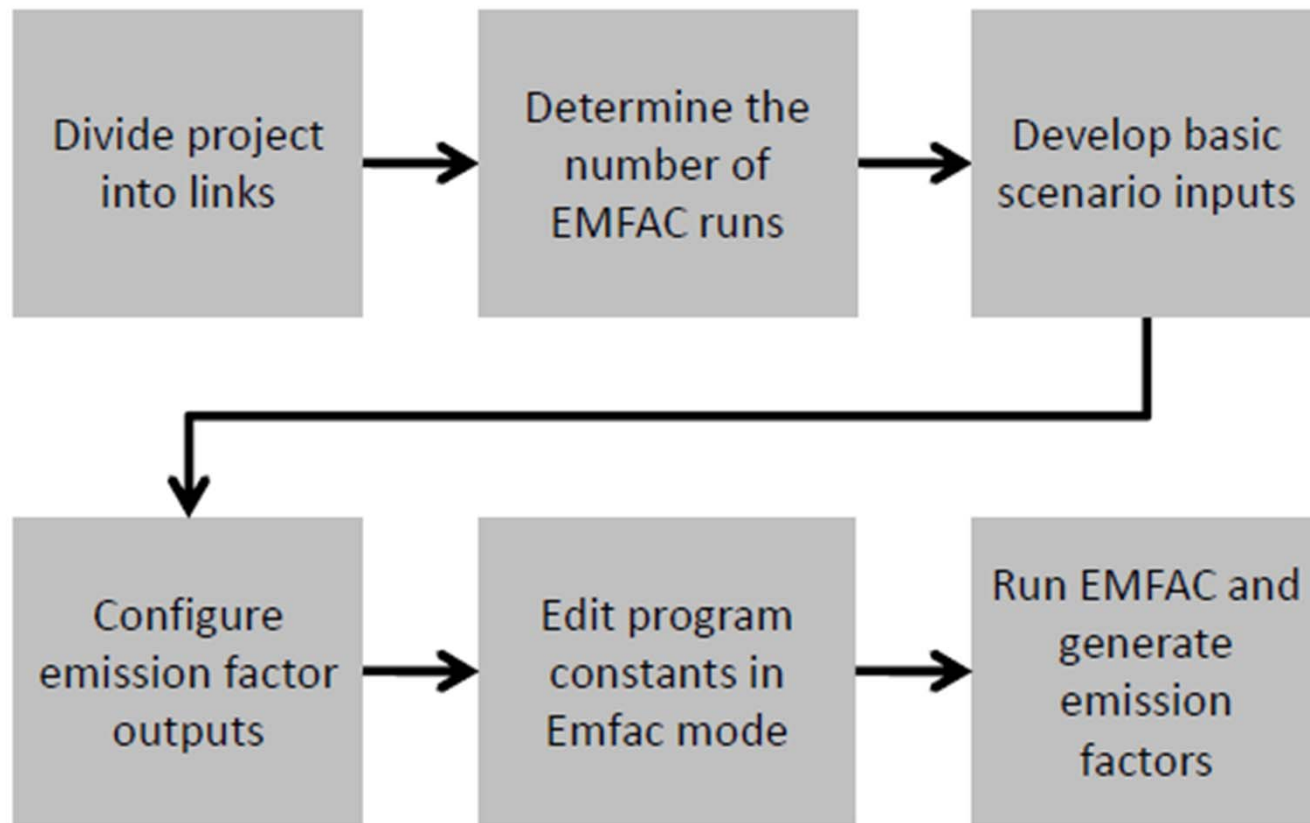 Divide project
into links
Determine the
number of
EMFAC runs
Develop basic
scenario inputs
Configure
emission factor
outputs
Edit program
constants in
Emfac mode
Run EMFAC and
generate
emission
factors